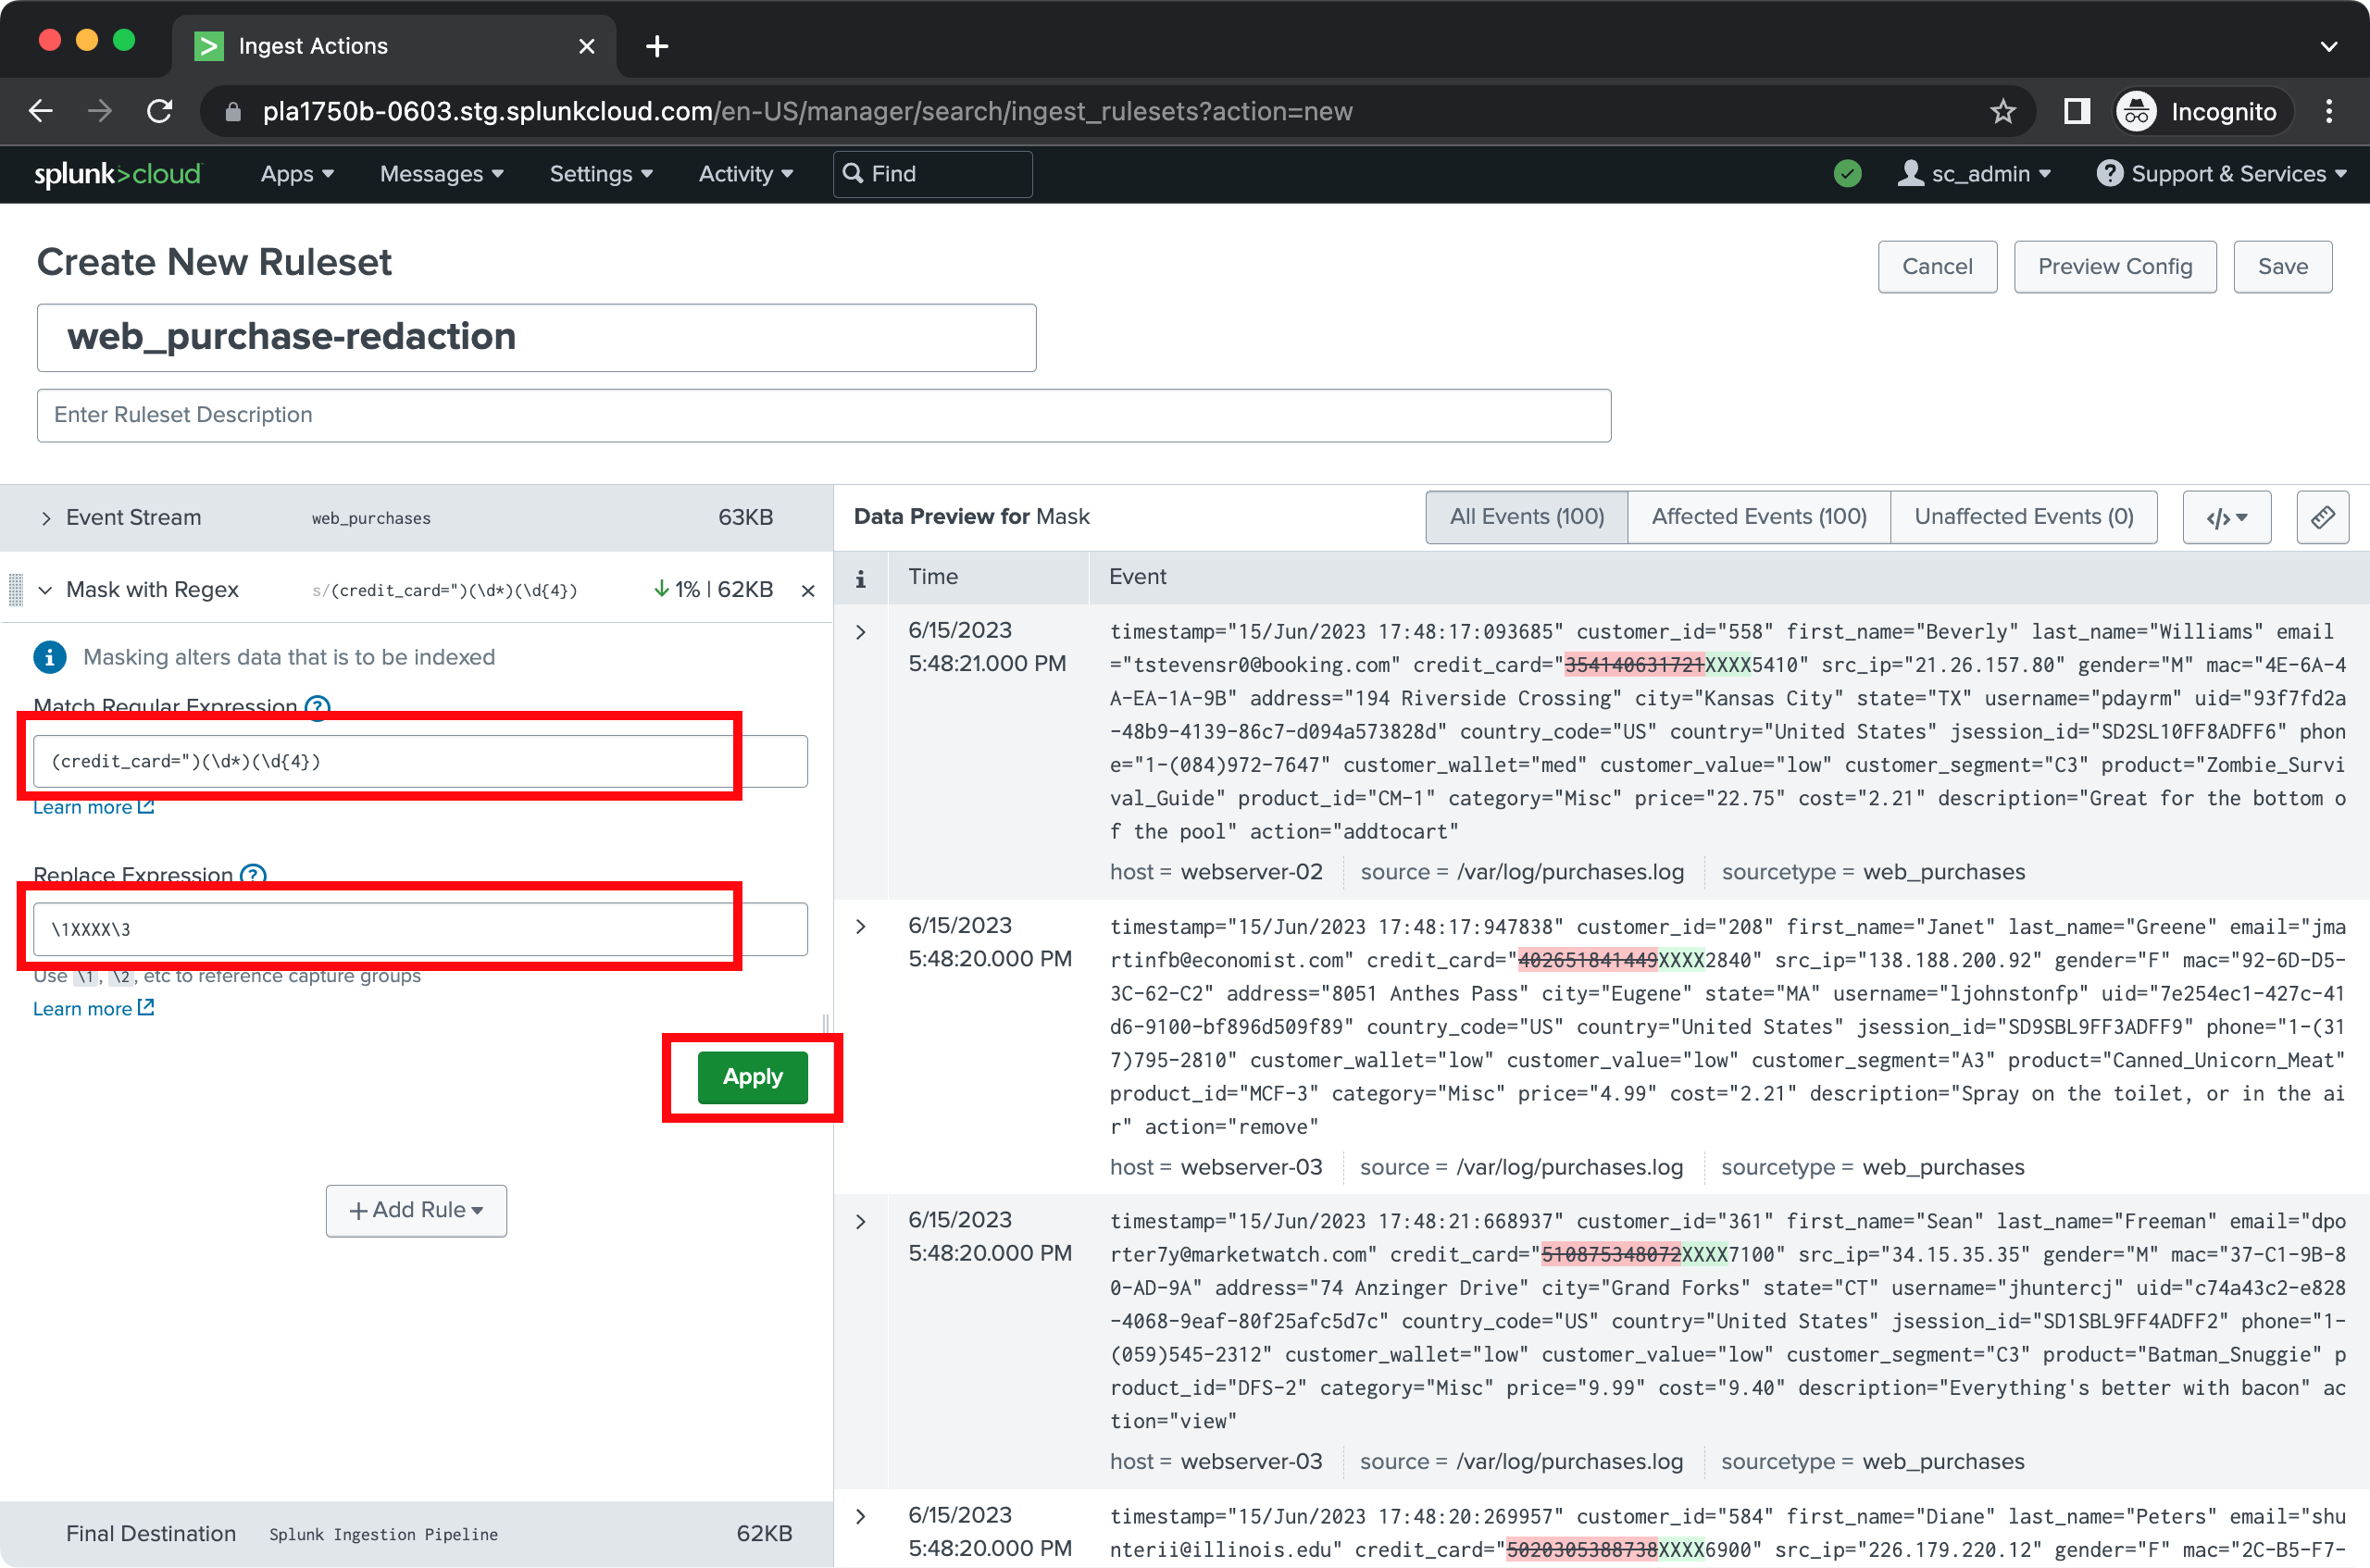 Ingest Actions
pla1750b-0603.stg.splunkcloud.com/en-US/manager/search/ingest_rulesets?action=new
Incognito
splunk>cloud Apps Messages Settings Activity Find sc_admin Support & Services
Create New Ruleset
Cancel Preview Config Save
web_purchase-redaction
Enter Ruleset Description
Event Stream web_purchases 63KB
Mask with Regex s/(credit_card=")(\d*)(\d{4}) 1% | 62KB
Masking alters data that is to be indexed
Match Regular Expression
(credit_card=")(\d*)(\d{4})
Learn more
Replace Expression
\1XXXX\3
Use \1, \2, etc to reference capture groups
Learn more
Apply
+ Add Rule
Final Destination Splunk Ingestion Pipeline 62KB
Data Preview for Mask
All Events (100) Affected Events (100) Unaffected Events (0) </>
i Time Event
6/15/2023
5:48:21.000 PM
timestamp="15/Jun/2023 17:48:17:093685" customer_id="558" first_name="Beverly" last_name="Williams" email
="tstevensr0@booking.com" credit_card="354140631721XXXX5410" src_ip="21.26.157.80" gender="M" mac="4E-6A-4
A-EA-1A-9B" address="194 Riverside Crossing" city="Kansas City" state="TX" username="pdayrm" uid="93f7fd2a
-48b9-4139-86c7-d094a573828d" country_code="US" country="United States" jsession_id="SD2SL10FF8ADFF6" phon
e="1-(084)972-7647" customer_wallet="med" customer_value="low" customer_segment="C3" product="Zombie_Survi
val_Guide" product_id="CM-1" category="Misc" price="22.75" cost="2.21" description="Great for the bottom o
f the pool" action="addtocart"
host = webserver-02 source = /var/log/purchases.log sourcetype = web_purchases
6/15/2023
5:48:20.000 PM
timestamp="15/Jun/2023 17:48:17:947838" customer_id="208" first_name="Janet" last_name="Greene" email="jma
rtinfb@economist.com" credit_card="402651841449XXXX2840" src_ip="138.188.200.92" gender="F" mac="92-6D-D5-
3C-62-C2" address="8051 Anthes Pass" city="Eugene" state="MA" username="ljohnstonfp" uid="7e254ec1-427c-41
d6-9100-bf896d509f89" country_code="US" country="United States" jsession_id="SD9SBL9FF3ADFF9" phone="1-(31
7)795-2810" customer_wallet="low" customer_value="low" customer_segment="A3" product="Canned_Unicorn_Meat"
product_id="MCF-3" category="Misc" price="4.99" cost="2.21" description="Spray on the toilet, or in the ai
r" action="remove"
host = webserver-03 source = /var/log/purchases.log sourcetype = web_purchases
6/15/2023
5:48:20.000 PM
timestamp="15/Jun/2023 17:48:21:668937" customer_id="361" first_name="Sean" last_name="Freeman" email="dpo
rter7y@marketwatch.com" credit_card="510875348072XXXX7100" src_ip="34.15.35.35" gender="M" mac="37-C1-9B-8
0-AD-9A" address="74 Anzinger Drive" city="Grand Forks" state="CT" username="jhuntercj" uid="c74a43c2-e828
-4068-9eaf-80f25afc5d7c" country_code="US" country="United States" jsession_id="SD1SBL9FF4ADFF2" phone="1-
(059)545-2312" customer_wallet="low" customer_value="low" customer_segment="C3" product="Batman_Snuggie" p
roduct_id="DFS-2" category="Misc" price="9.99" cost="9.40" description="Everything's better with bacon" ac
tion="view"
host = webserver-03 source = /var/log/purchases.log sourcetype = web_purchases
6/15/2023
5:48:20.000 PM
timestamp="15/Jun/2023 17:48:20:269957" customer_id="584" first_name="Diane" last_name="Peters" email="shu
nterii@illinois.edu" credit_card="5020305388738XXXX6900" src_ip="226.179.220.12" gender="F" mac="2C-B5-F7-